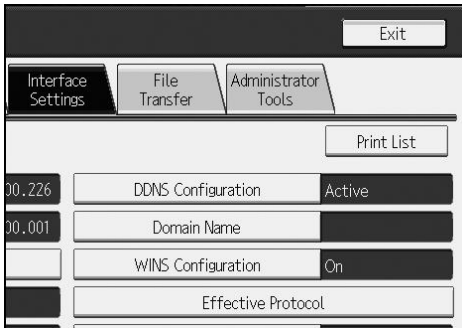 Exit
Interface Settings
File Transfer
Administrator Tools
Print List
00.226
DDNS Configuration
Active
00.001
Domain Name
WINS Configuration
On
Effective Protocol